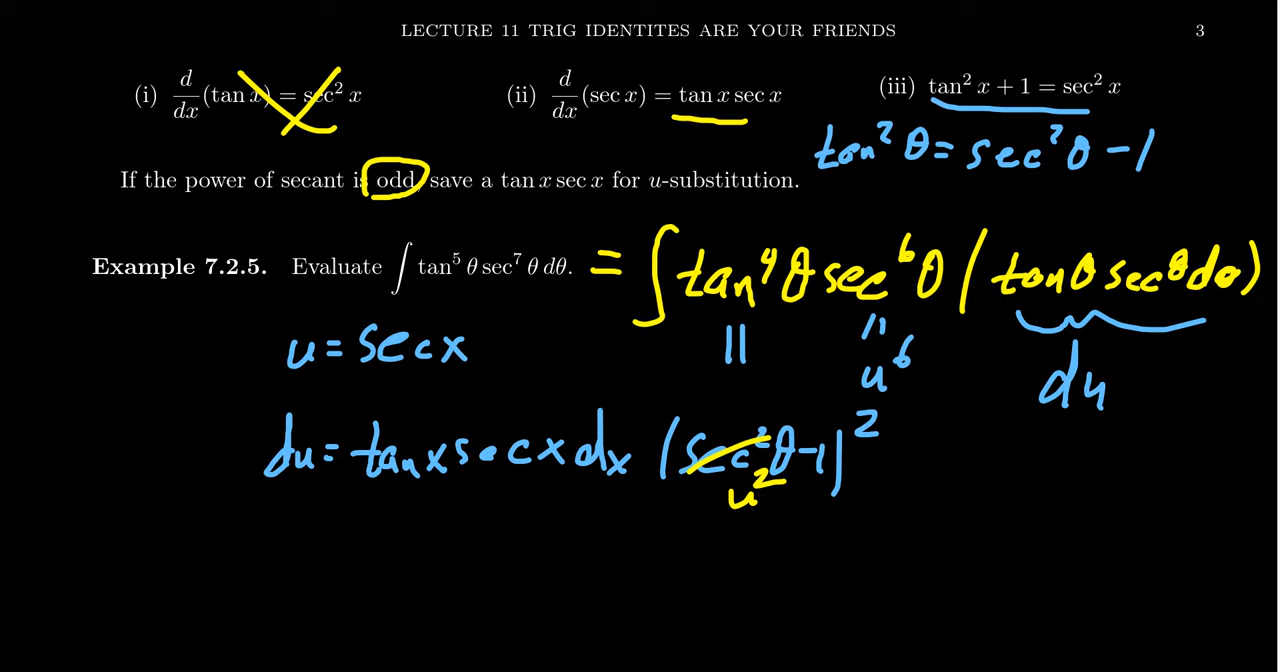 LECTURE 11 TRIG IDENTITES ARE YOUR FRIENDS 3
(i) d/dx (tan x) = sec² x (ii) d/dx (sec x) = tan x sec x (iii) tan² x + 1 = sec² x
tan² θ = sec² θ − 1
If the power of secant is odd, save a tan x sec x for u-substitution.
Example 7.2.5. Evaluate ∫ tan⁵ θ sec⁷ θ dθ. = ∫ tan⁴ θ sec⁶ θ (tan θ sec θ dθ)
u = sec x || || du
u⁶
du = tan x sec x dx (sec² θ − 1)²
u²